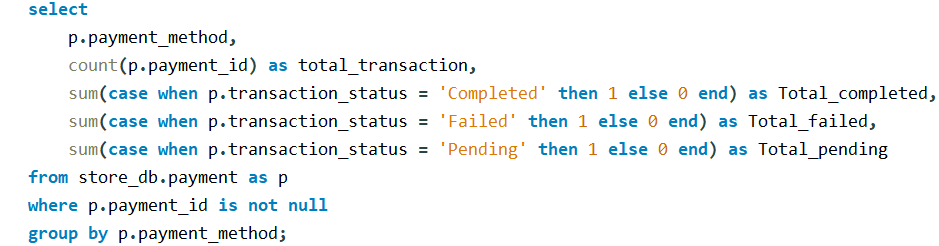 select
p.payment_method,
count(p.payment_id) as total_transaction,
sum(case when p.transaction_status = 'Completed' then 1 else 0 end) as Total_completed,
sum(case when p.transaction_status = 'Failed' then 1 else 0 end) as Total_failed,
sum(case when p.transaction_status = 'Pending' then 1 else 0 end) as Total_pending
from store_db.payment as p
where p.payment_id is not null
group by p.payment_method;